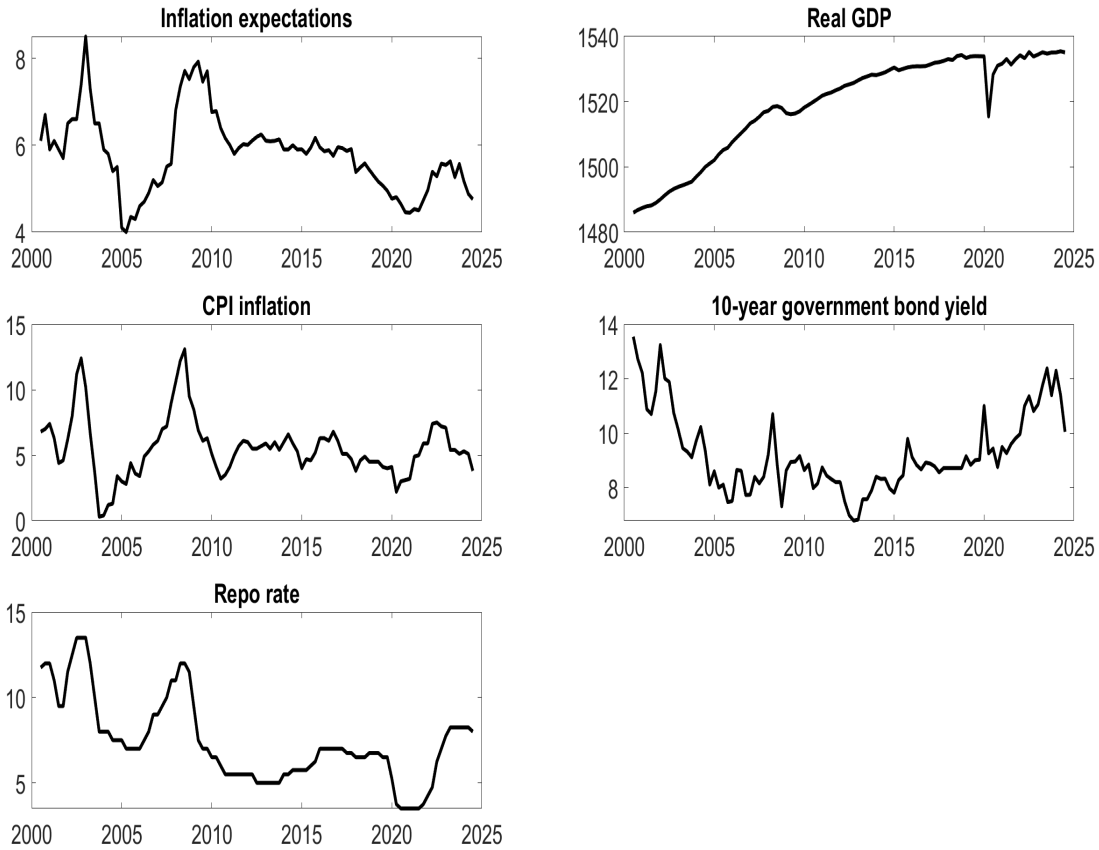 Inflation expectations
8
6
4
2000 2005 2010 2015 2020 2025
Real GDP
1540
1520
1500
1480
2000 2005 2010 2015 2020 2025
CPI inflation
15
10
5
0
2000 2005 2010 2015 2020 2025
10-year government bond yield
14
12
10
8
2000 2005 2010 2015 2020 2025
Repo rate
15
10
5
2000 2005 2010 2015 2020 2025